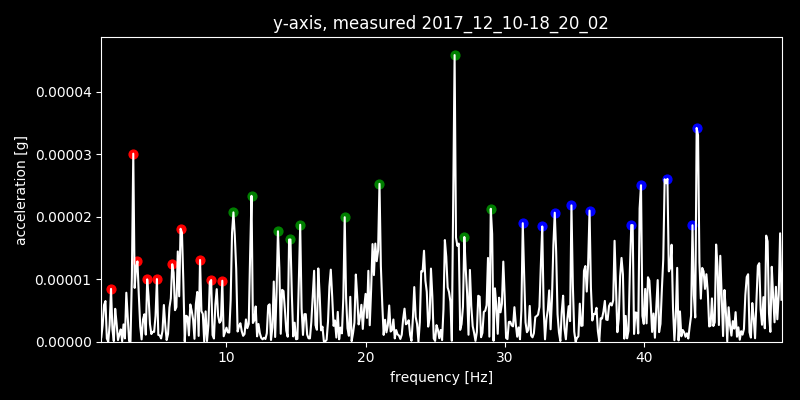 y-axis, measured 2017_12_10-18_20_02
acceleration [g]
0.00004
0.00003
0.00002
0.00001
0.00000
10 20 30 40
frequency [Hz]